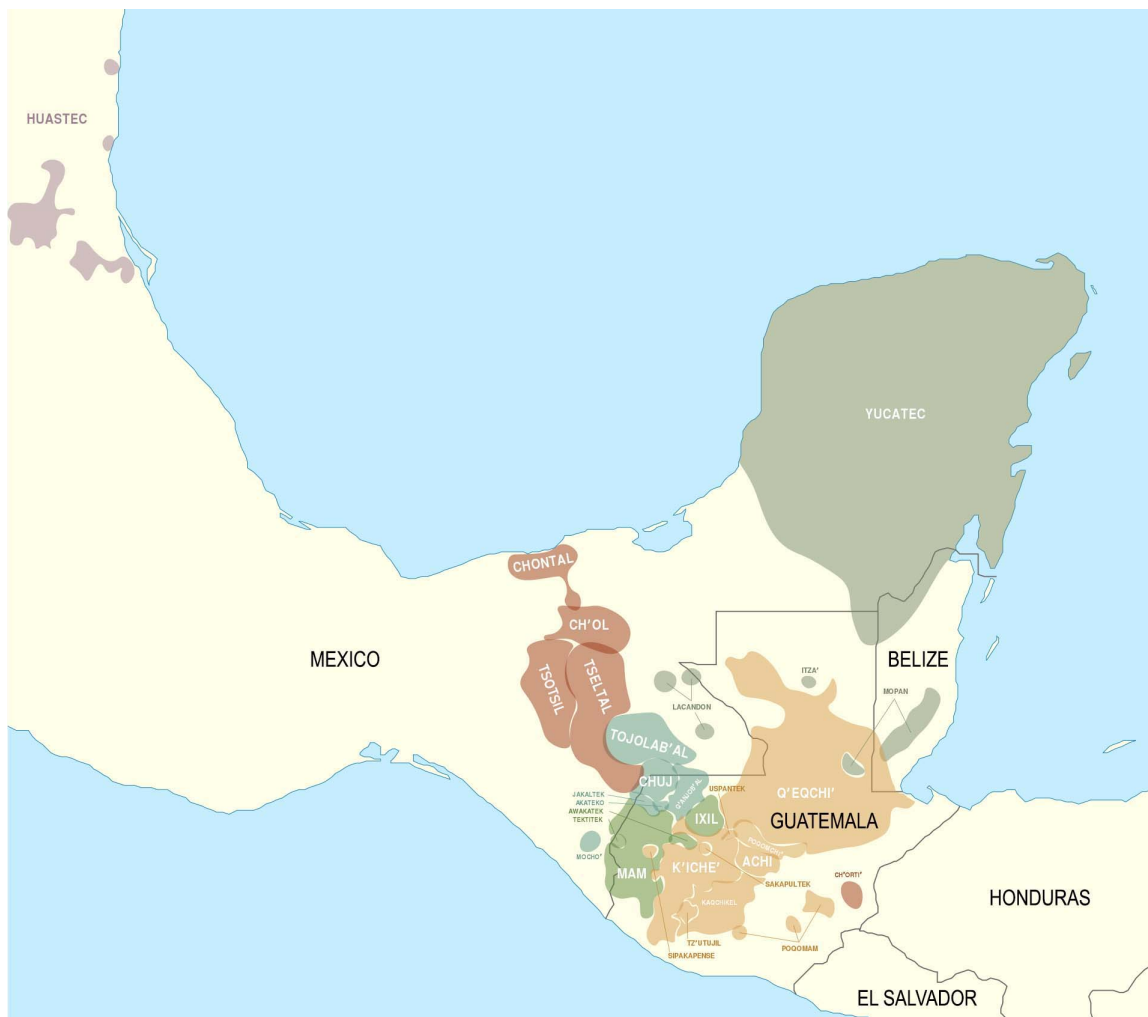 HUASTEC
YUCATEC
CHONTAL
CH'OL
TSOTSIL
TSELTAL
MEXICO
BELIZE
ITZA'
MOPAN
LACANDON
TOJOLAB'AL
CHUJ
Q'ANJOB'AL
Q'EQCHI'
USPANTEK
JAKALTEK
AKATEKO
AWAKATEK
TEKTITEK
IXIL
GUATEMALA
POQOMCHI'
MOCHO'
MAM
K'ICHE'
ACHI
SAKAPULTEK
CH'ORTI'
KAQCHIKEL
HONDURAS
TZ'UTUJIL
POQOMAM
SIPAKAPENSE
EL SALVADOR